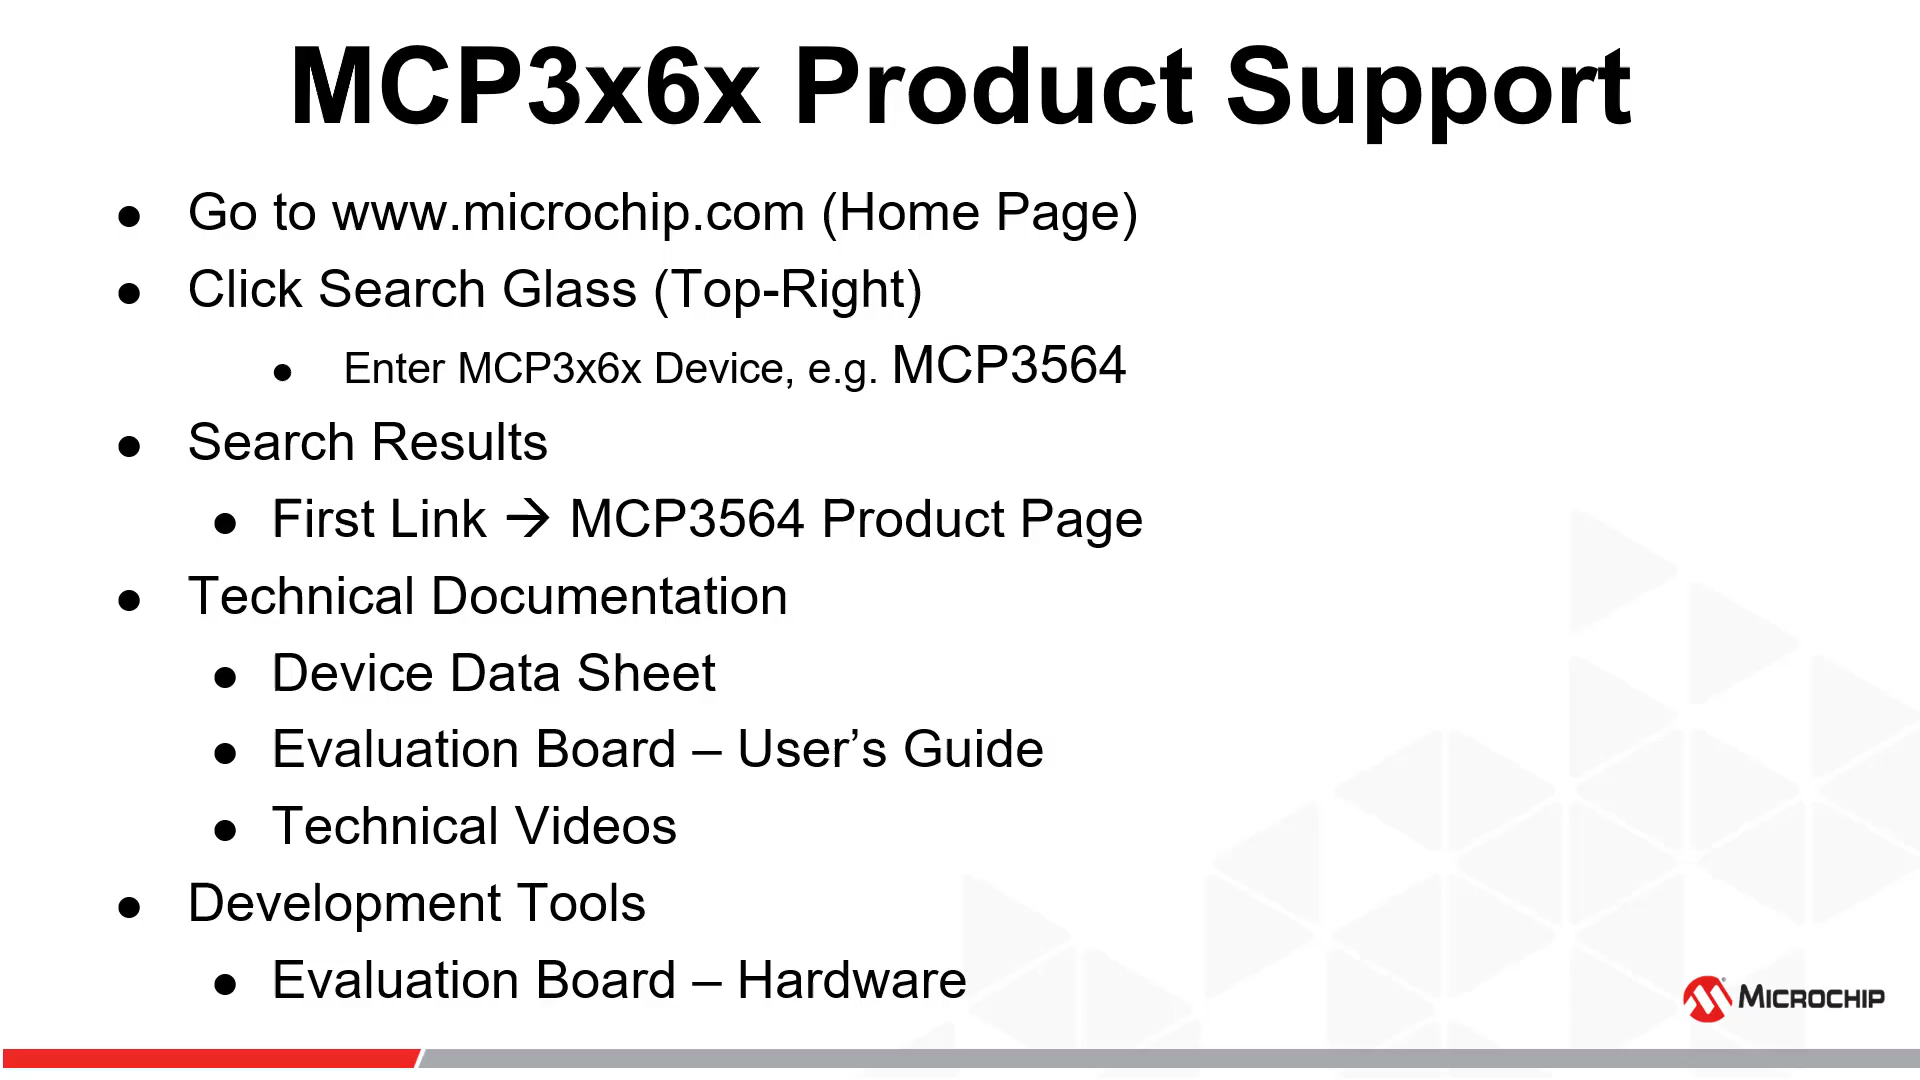 MCP3x6x Product Support
● Go to www.microchip.com (Home Page)
● Click Search Glass (Top-Right)
● Enter MCP3x6x Device, e.g. MCP3564
● Search Results
● First Link → MCP3564 Product Page
● Technical Documentation
● Device Data Sheet
● Evaluation Board – User’s Guide
● Technical Videos
● Development Tools
● Evaluation Board – Hardware
MICROCHIP